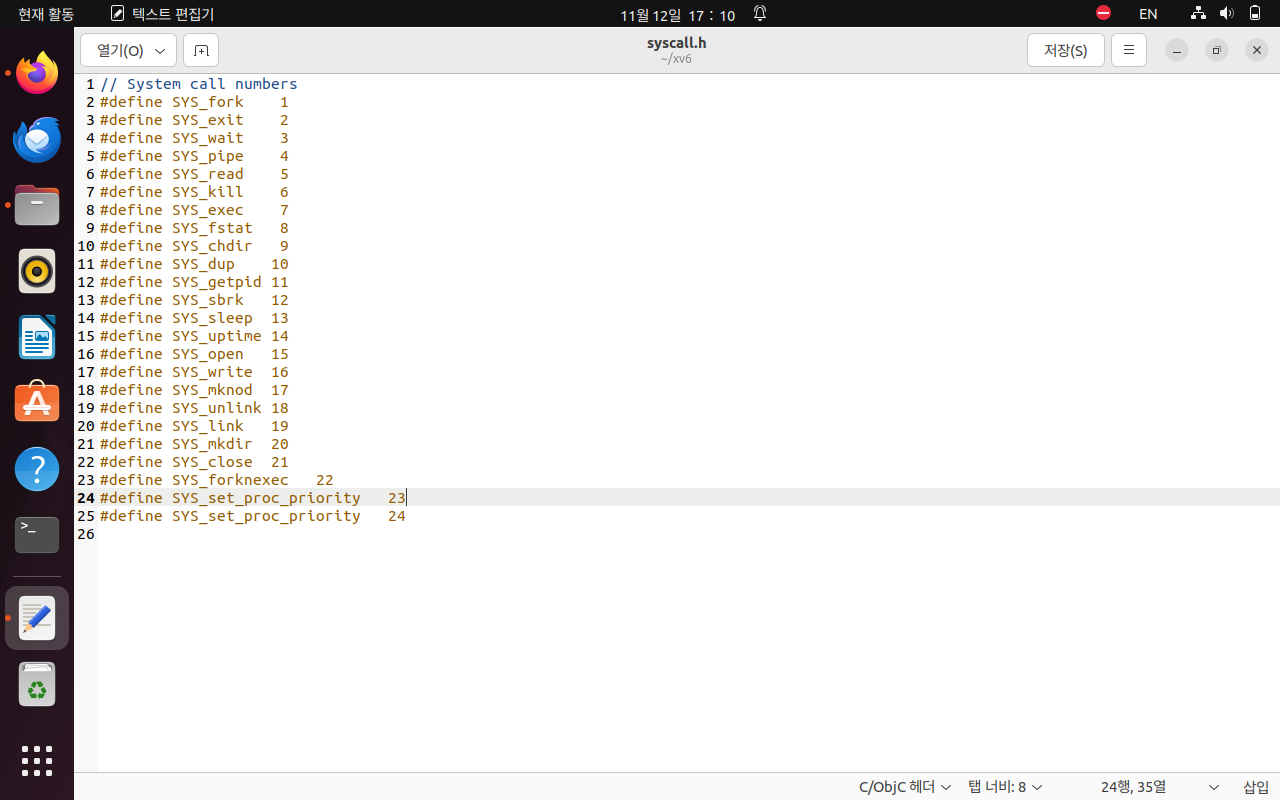 현재 활동
텍스트 편집기
11월 12일 17 : 10
EN
열기(O)
syscall.h
~/xv6
저장(S)
1 // System call numbers
2 #define SYS_fork    1
3 #define SYS_exit    2
4 #define SYS_wait    3
5 #define SYS_pipe    4
6 #define SYS_read    5
7 #define SYS_kill    6
8 #define SYS_exec    7
9 #define SYS_fstat   8
10 #define SYS_chdir   9
11 #define SYS_dup    10
12 #define SYS_getpid 11
13 #define SYS_sbrk   12
14 #define SYS_sleep  13
15 #define SYS_uptime 14
16 #define SYS_open   15
17 #define SYS_write  16
18 #define SYS_mknod  17
19 #define SYS_unlink 18
20 #define SYS_link   19
21 #define SYS_mkdir  20
22 #define SYS_close  21
23 #define SYS_forknexec   22
24 #define SYS_set_proc_priority   23
25 #define SYS_set_proc_priority   24
26
C/ObjC 헤더
탭 너비: 8
24행, 35열
삽입